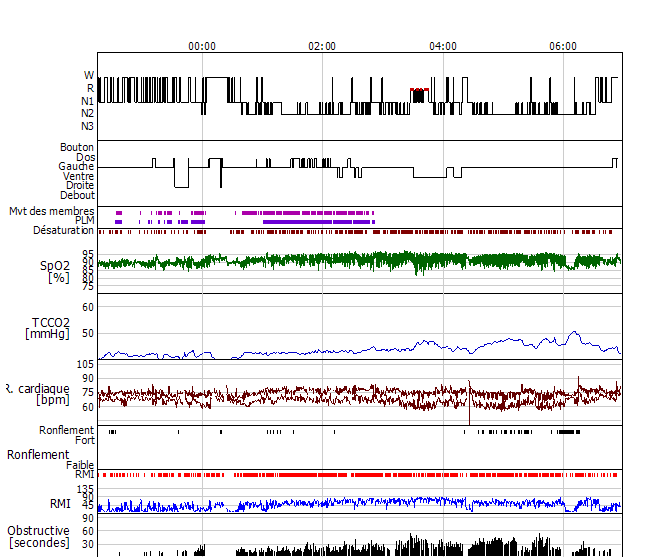 00:00 02:00 04:00 06:00
W
R
N1
N2
N3
Bouton
Dos
Gauche
Ventre
Droite
Debout
Mvt des membres
PLM
Désaturation
SpO2
[%]
95
90
85
80
75
TCCO2
[mmHg]
60
50
R. cardiaque
[bpm]
105
90
75
60
Ronflement
Fort
Ronflement
Faible
RMI
RMI
135
90
45
Obstructive
[secondes]
90
60
30